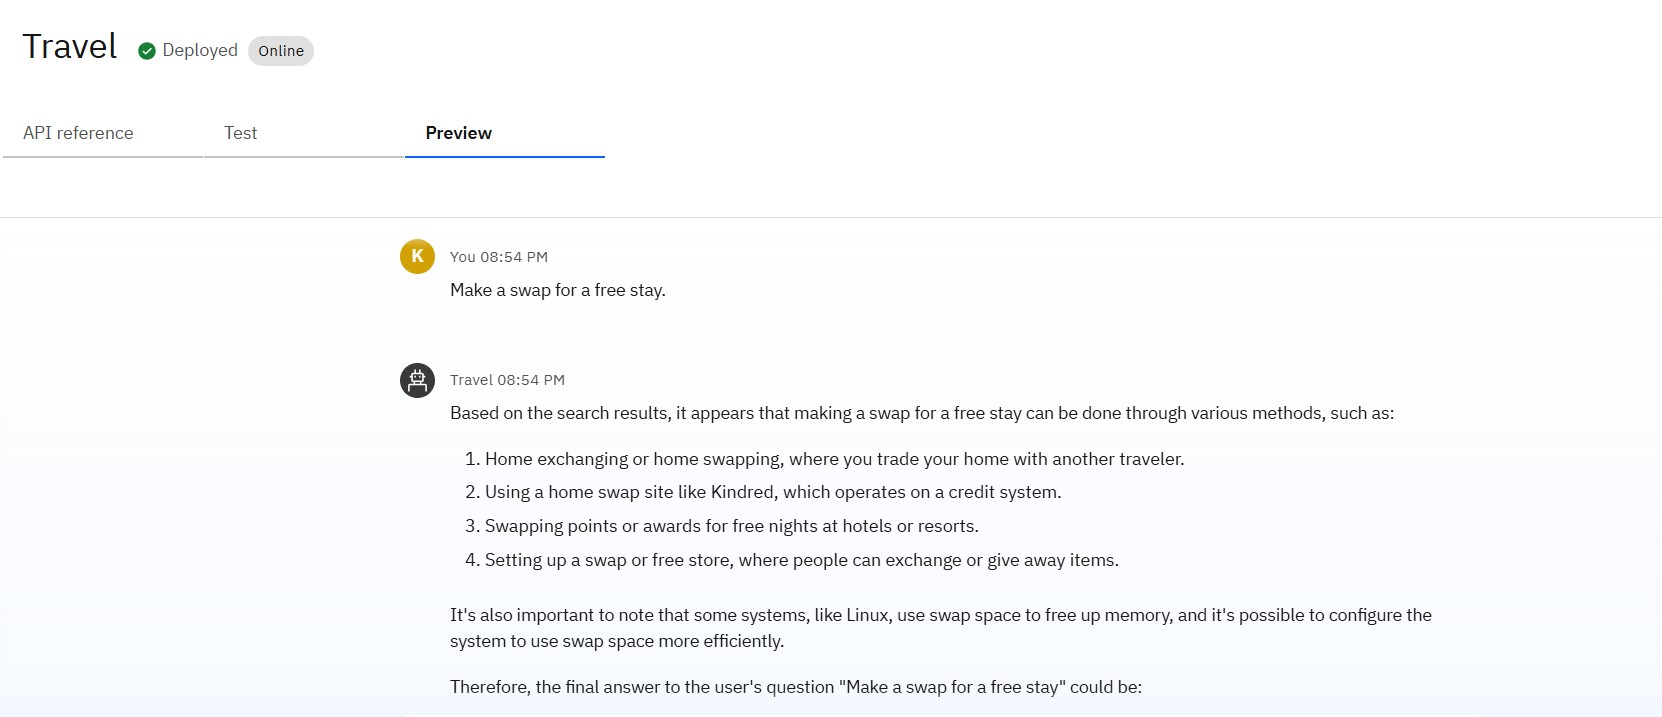 Travel Deployed Online
API reference Test Preview
K You 08:54 PM
Make a swap for a free stay.
Travel 08:54 PM
Based on the search results, it appears that making a swap for a free stay can be done through various methods, such as:
1. Home exchanging or home swapping, where you trade your home with another traveler.
2. Using a home swap site like Kindred, which operates on a credit system.
3. Swapping points or awards for free nights at hotels or resorts.
4. Setting up a swap or free store, where people can exchange or give away items.
It's also important to note that some systems, like Linux, use swap space to free up memory, and it's possible to configure the
system to use swap space more efficiently.
Therefore, the final answer to the user's question "Make a swap for a free stay" could be: